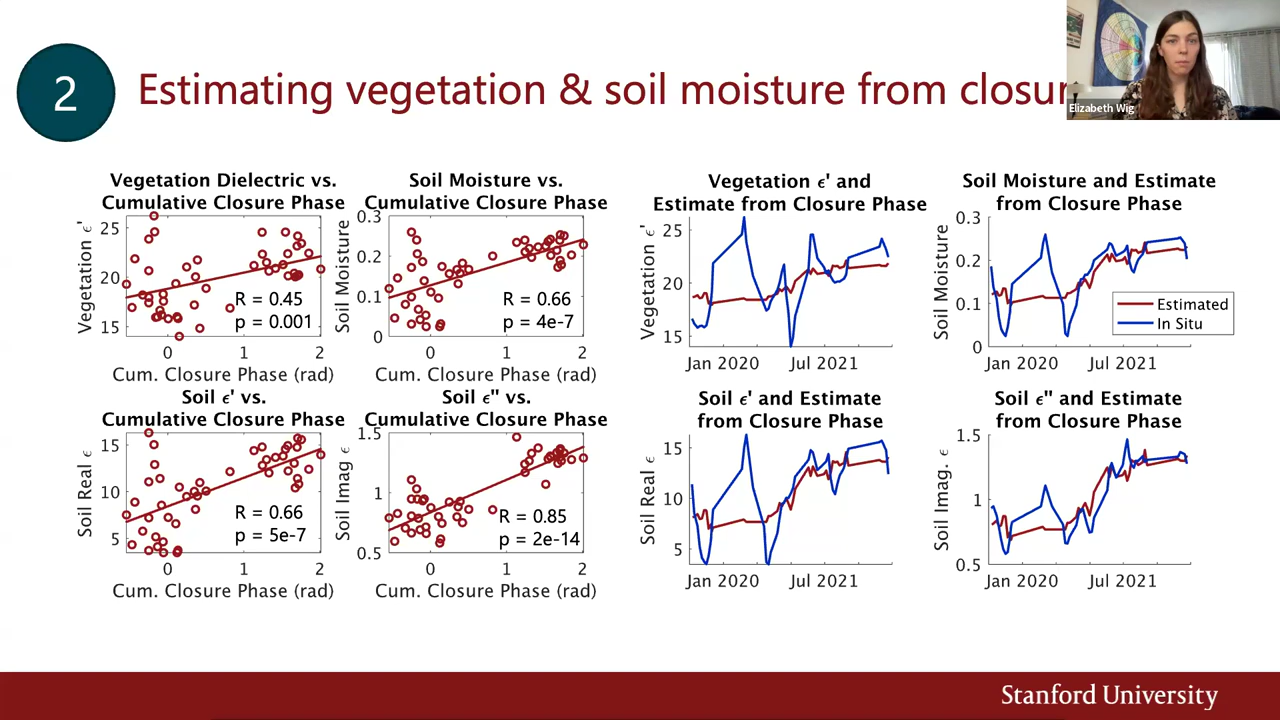 2
Estimating vegetation & soil moisture from closur
Elizabeth Wig
Vegetation Dielectric vs.
Cumulative Closure Phase
Vegetation ϵ'
25
20
15
R = 0.45
p = 0.001
0 1 2
Cum. Closure Phase (rad)
Soil Moisture vs.
Cumulative Closure Phase
Soil Moisture
0.3
0.2
0.1
0
R = 0.66
p = 4e-7
0 1 2
Cum. Closure Phase (rad)
Vegetation ϵ' and
Estimate from Closure Phase
Vegetation ϵ'
25
20
15
Jan 2020 Jul 2021
Soil Moisture and Estimate
from Closure Phase
Soil Moisture
0.3
0.2
0.1
0
Estimated
In Situ
Jan 2020 Jul 2021
Soil ϵ' vs.
Cumulative Closure Phase
Soil Real ϵ
15
10
5
R = 0.66
p = 5e-7
0 1 2
Cum. Closure Phase (rad)
Soil ϵ" vs.
Cumulative Closure Phase
Soil Imag ϵ
1.5
1
0.5
R = 0.85
p = 2e-14
0 1 2
Cum. Closure Phase (rad)
Soil ϵ' and Estimate
from Closure Phase
Soil Real ϵ
15
10
5
Jan 2020 Jul 2021
Soil ϵ" and Estimate
from Closure Phase
Soil Imag. ϵ
1.5
1
0.5
Jan 2020 Jul 2021
Stanford University